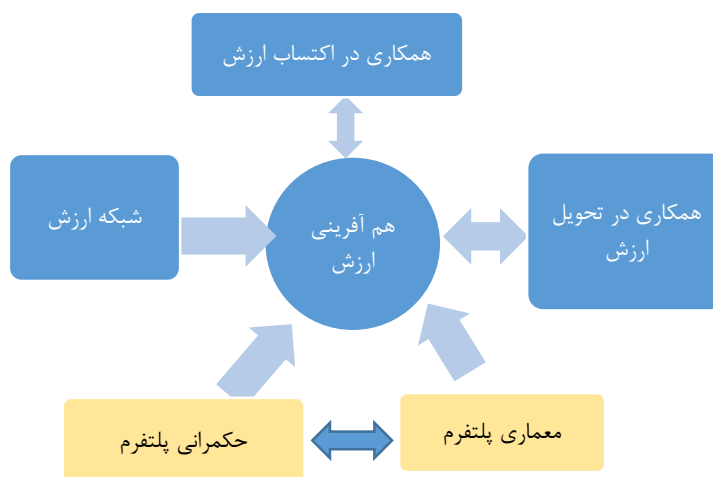 همکاری در اکتساب ارزش
شبکه ارزش
هم آفرینی
ارزش
همکاری در تحویل
ارزش
حکمرانی پلتفرم
معماری پلتفرم